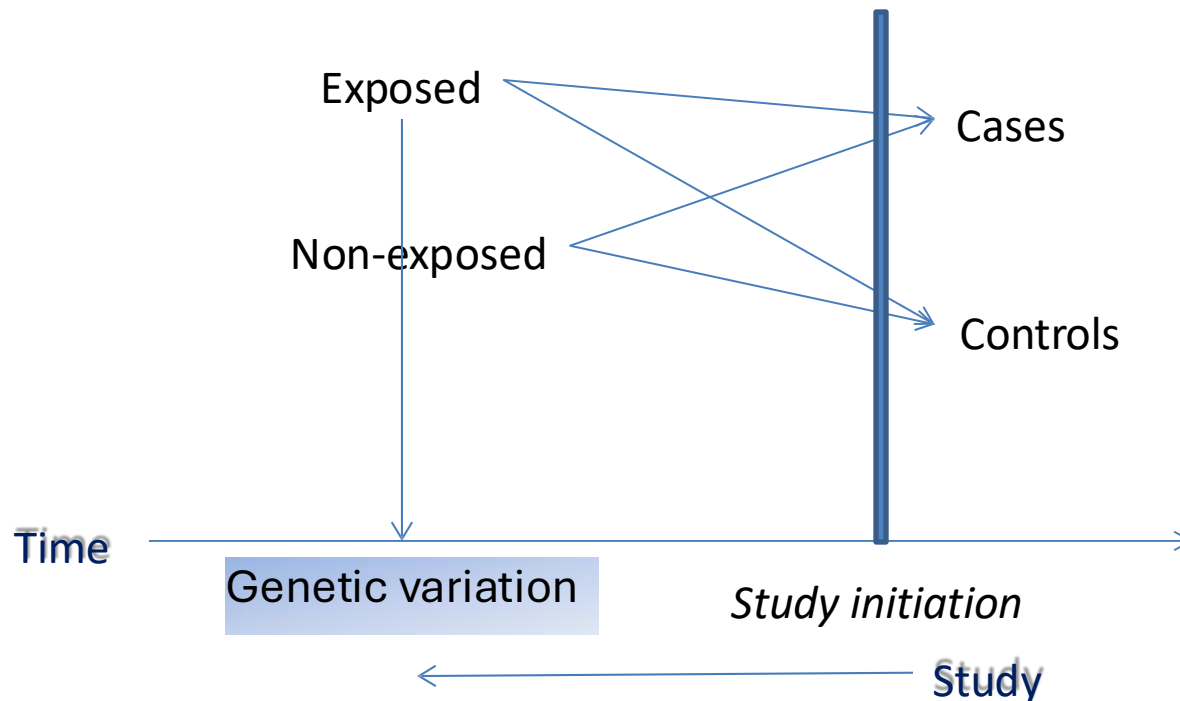 Exposed
Cases
Non-exposed
Controls
Time
Genetic variation
Study initiation
Study